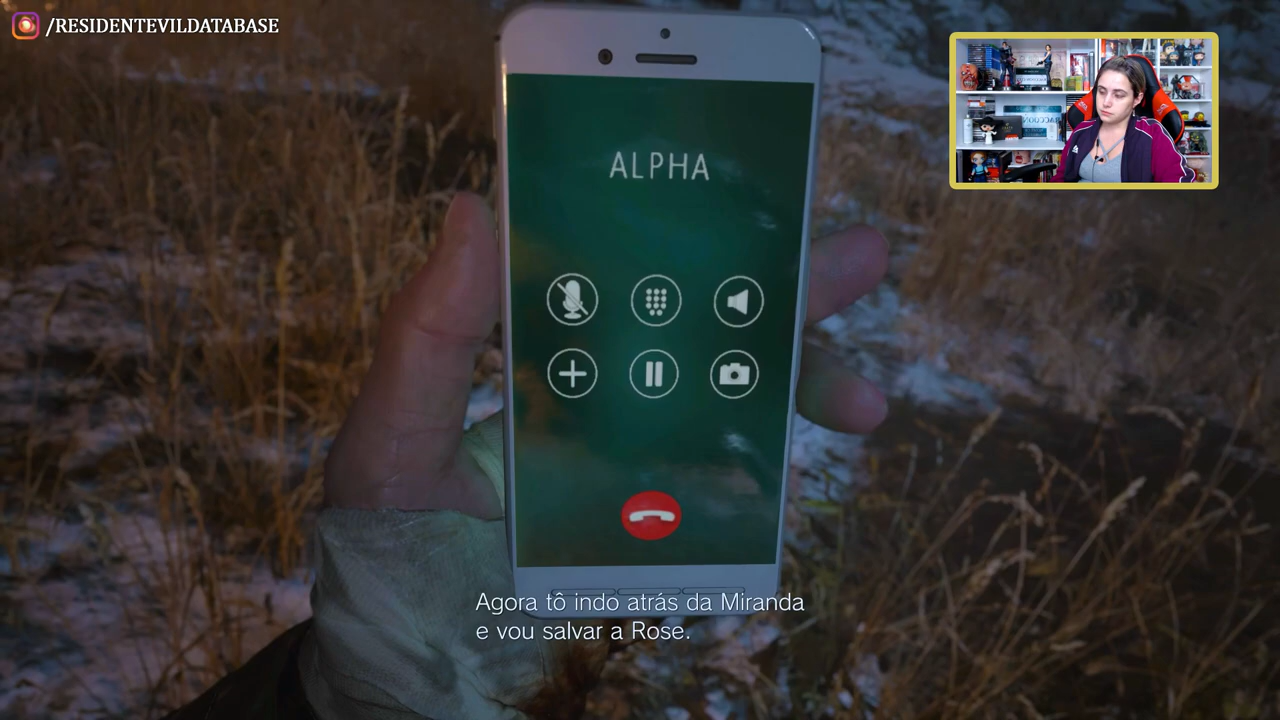 /RESIDENTEVILDATABASE
ALPHA
Agora tô indo atrás da Miranda
e vou salvar a Rose.